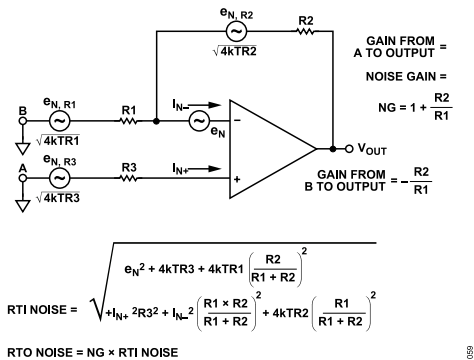 e_N, R2
R2
√4kTR2
GAIN FROM
A TO OUTPUT =
NOISE GAIN =
NG = 1 + R2/R1
B
e_N, R1
R1
I_N–
√4kTR1
e_N
–
A
e_N, R3
R3
I_N+
√4kTR3
+
V_OUT
GAIN FROM
B TO OUTPUT = – R2/R1
RTI NOISE = √ e_N² + 4kTR3 + 4kTR1 (R2/(R1 + R2))²
+I_N+² R3² + I_N–² ((R1 × R2)/(R1 + R2))² + 4kTR2 (R1/(R1 + R2))²
RTO NOISE = NG × RTI NOISE
059